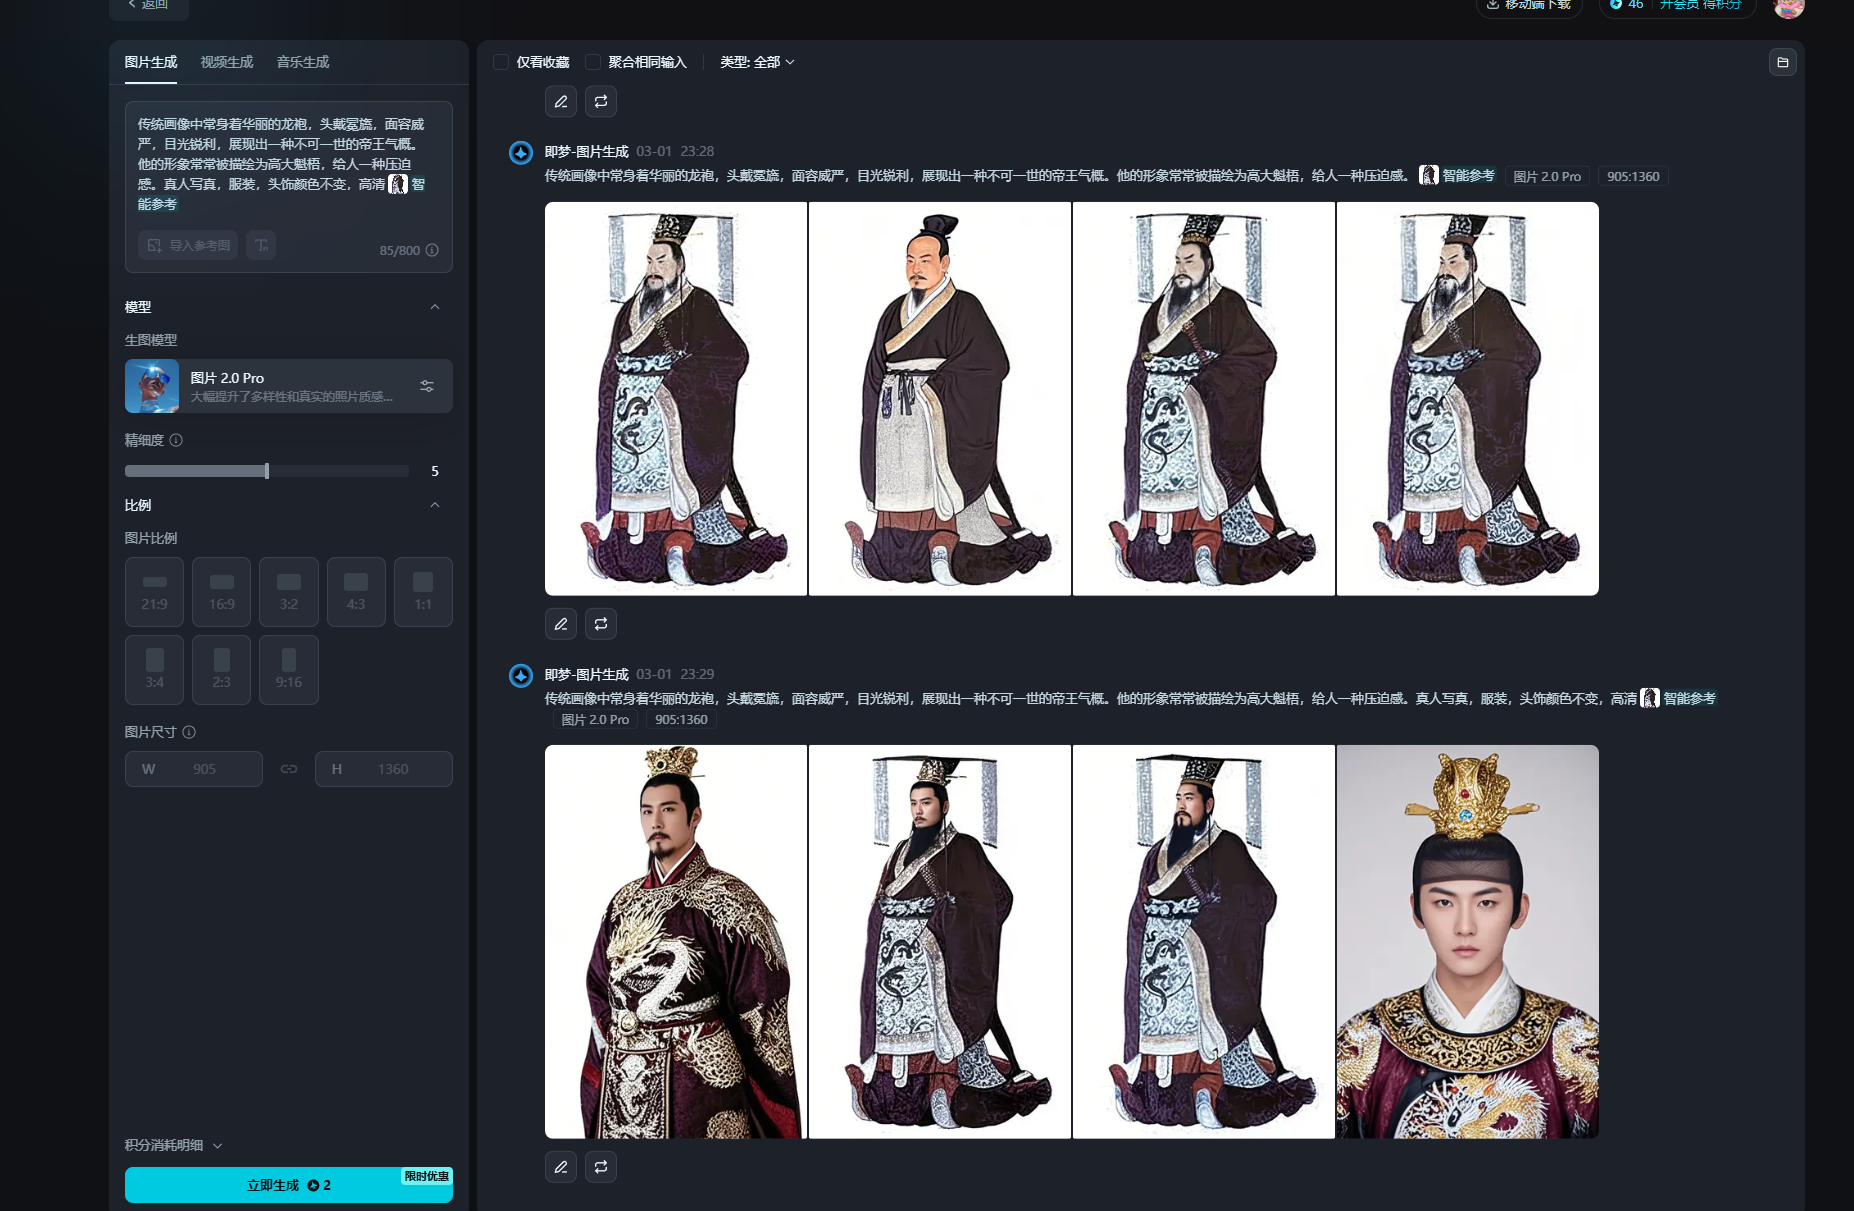 返回
移动端下载
46
开会员 得积分
图片生成
视频生成
音乐生成
仅看收藏
聚合相同输入
类型: 全部
传统画像中常身着华丽的龙袍，头戴冕旒，面容威
严，目光锐利，展现出一种不可一世的帝王气概。
他的形象常常被描绘为高大魁梧，给人一种压迫
感。真人写真，服装，头饰颜色不变，高清 智
能参考
导入参考图
85/800
模型
生图模型
图片 2.0 Pro
大幅提升了多样性和真实的照片质感...
精细度
5
比例
图片比例
21:9
16:9
3:2
4:3
1:1
3:4
2:3
9:16
图片尺寸
W 905
H 1360
积分消耗明细
限时优惠
立即生成 2
即梦-图片生成 03-01 23:28
传统画像中常身着华丽的龙袍，头戴冕旒，面容威严，目光锐利，展现出一种不可一世的帝王气概。他的形象常常被描绘为高大魁梧，给人一种压迫感。 智能参考 图片 2.0 Pro 905:1360
即梦-图片生成 03-01 23:29
传统画像中常身着华丽的龙袍，头戴冕旒，面容威严，目光锐利，展现出一种不可一世的帝王气概。他的形象常常被描绘为高大魁梧，给人一种压迫感。真人写真，服装，头饰颜色不变，高清 智能参考
图片 2.0 Pro 905:1360